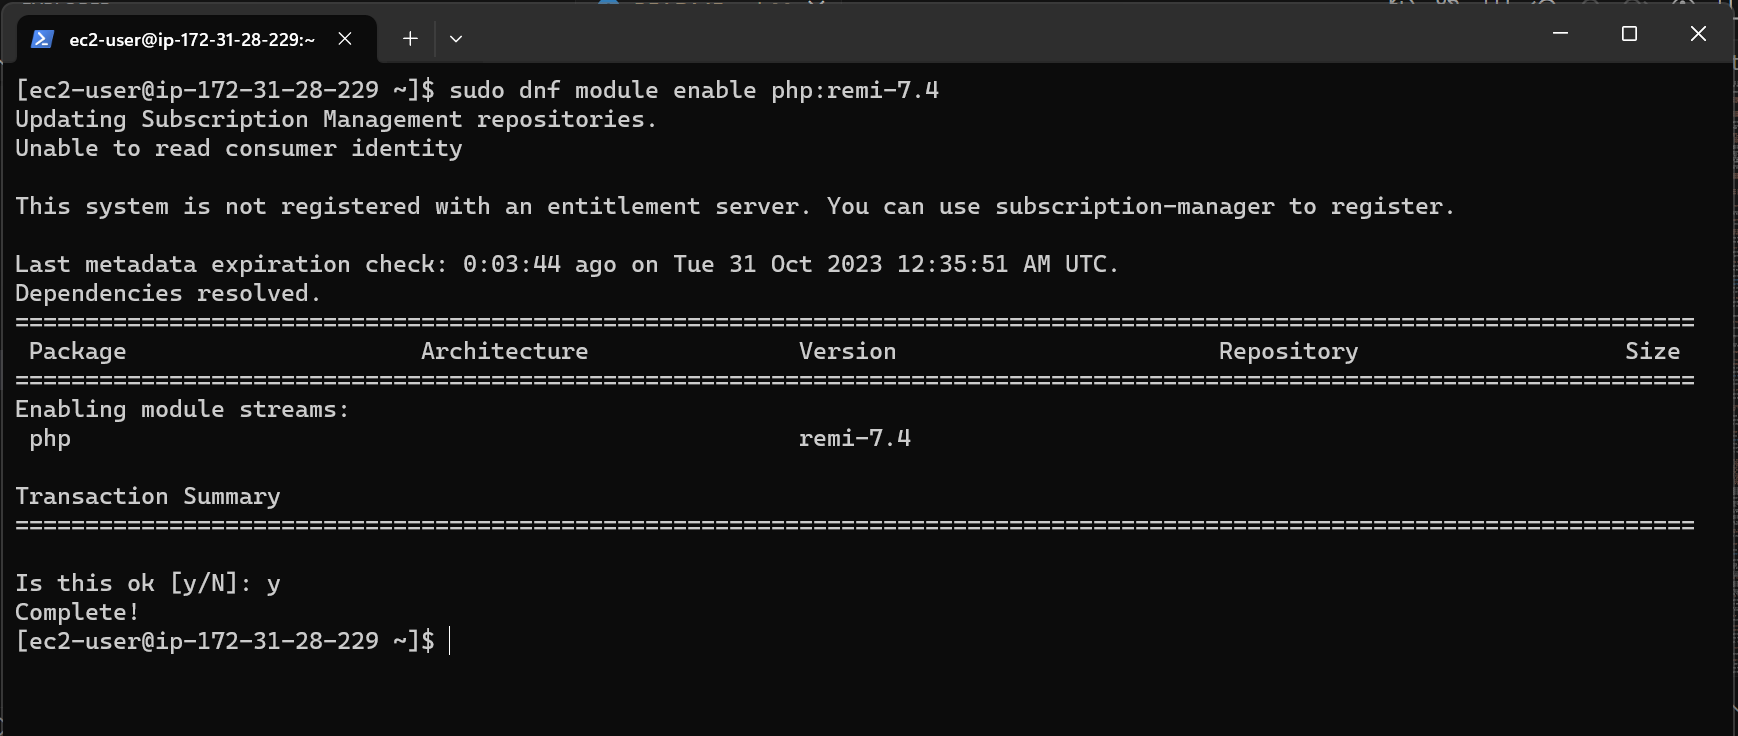 ec2-user@ip-172-31-28-229:~
[ec2-user@ip-172-31-28-229 ~]$ sudo dnf module enable php:remi-7.4
Updating Subscription Management repositories.
Unable to read consumer identity
This system is not registered with an entitlement server. You can use subscription-manager to register.
Last metadata expiration check: 0:03:44 ago on Tue 31 Oct 2023 12:35:51 AM UTC.
Dependencies resolved.
========================================================================================================================
Package Architecture Version Repository Size
========================================================================================================================
Enabling module streams:
php remi-7.4
Transaction Summary
========================================================================================================================
Is this ok [y/N]: y
Complete!
[ec2-user@ip-172-31-28-229 ~]$